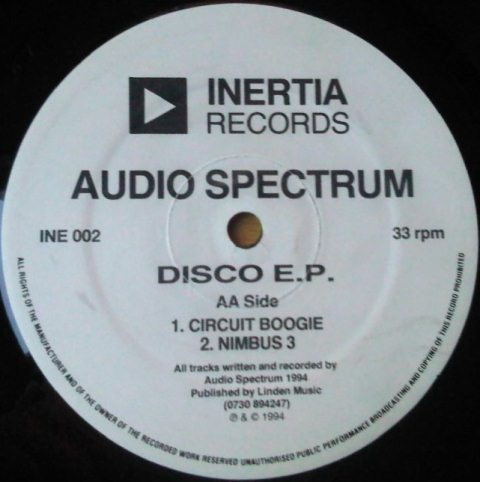 INERTIA
RECORDS
AUDIO SPECTRUM
INE 002
33 rpm
DISCO E.P.
AA Side
1. CIRCUIT BOOGIE
2. NIMBUS 3
All tracks written and recorded by
Audio Spectrum 1994
Published by Linden Music
(0730 894247)
℗ & © 1994
ALL RIGHTS OF THE MANUFACTURER AND OF THE OWNER OF THE RECORDED WORK RESERVED UNAUTHORISED PUBLIC PERFORMANCE BROADCASTING AND COPYING OF THIS RECORD PROHIBITED